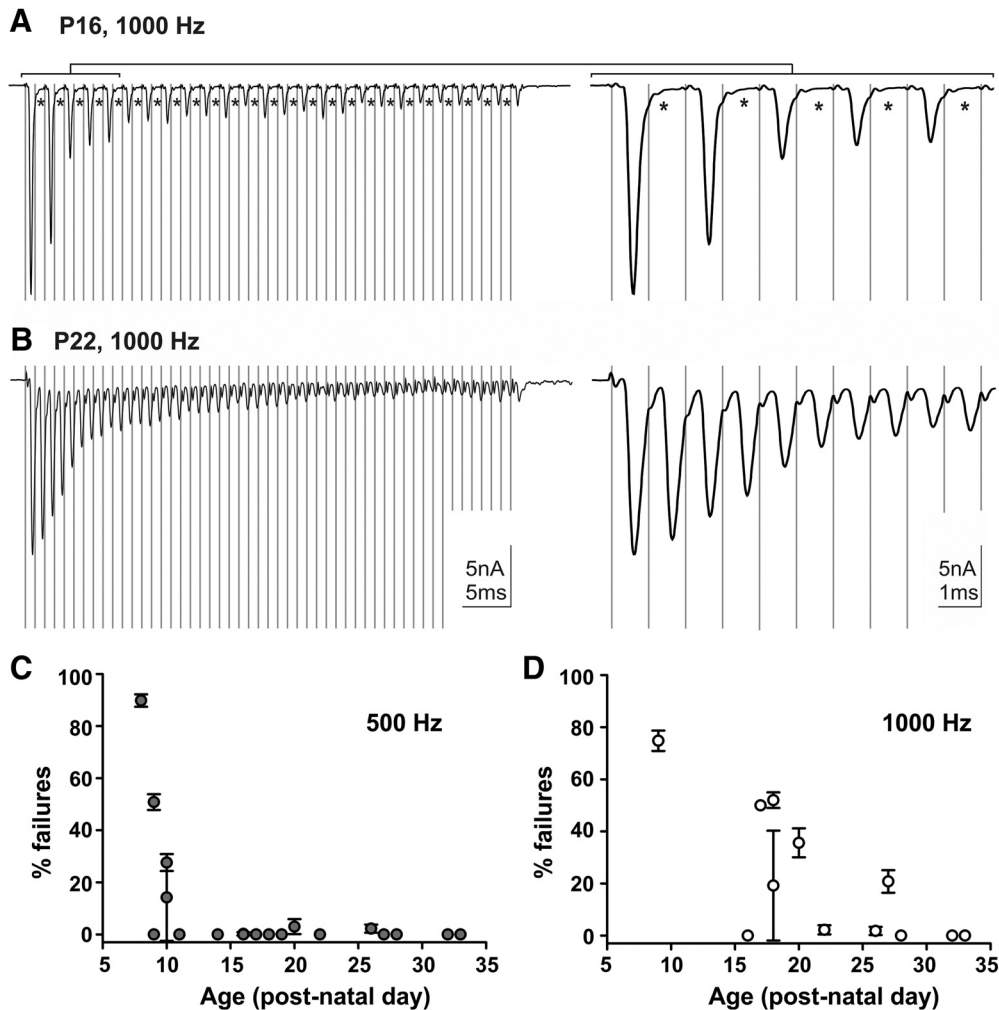 A P16, 1000 Hz
* * * * * * * * * * * * * * * * * * * * * * * * *
* * * * *
B P22, 1000 Hz
5nA
5ms
5nA
1ms
C
500 Hz
% failures
100
80
60
40
20
0
5 10 15 20 25 30 35
Age (post-natal day)
D
1000 Hz
% failures
100
80
60
40
20
0
5 10 15 20 25 30 35
Age (post-natal day)